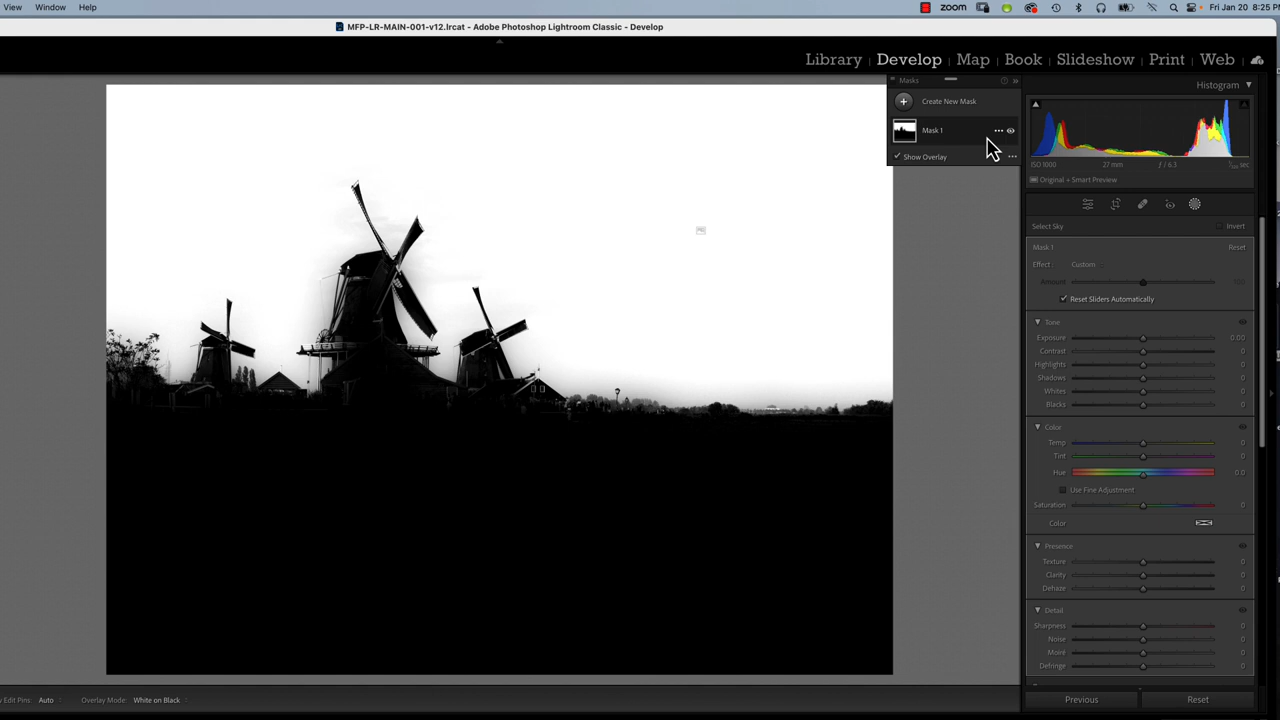 View Window Help
zoom
Fri Jan 20 8:25
MFP-LR-MAIN-001-v12.lrcat - Adobe Photoshop Lightroom Classic - Develop
Library Develop Map Book Slideshow Print Web
Masks
Create New Mask
Mask 1
Show Overlay
Histogram
ISO 1000 27 mm ƒ / 6.3 sec
Original + Smart Preview
Select Sky Invert
Mask 1 Reset
Effect : Custom
Amount
Reset Sliders Automatically
Tone
Exposure 0.00
Contrast 0
Highlights 0
Shadows 0
Whites 0
Blacks 0
Color
Temp 0
Tint 0
Hue 0.0
Use Fine Adjustment
Saturation 0
Color
Presence
Texture 0
Clarity 0
Dehaze 0
Detail
Sharpness 0
Noise 0
Moiré 0
Defringe 0
Edit Pins: Auto Overlay Mode: White on Black
Previous Reset